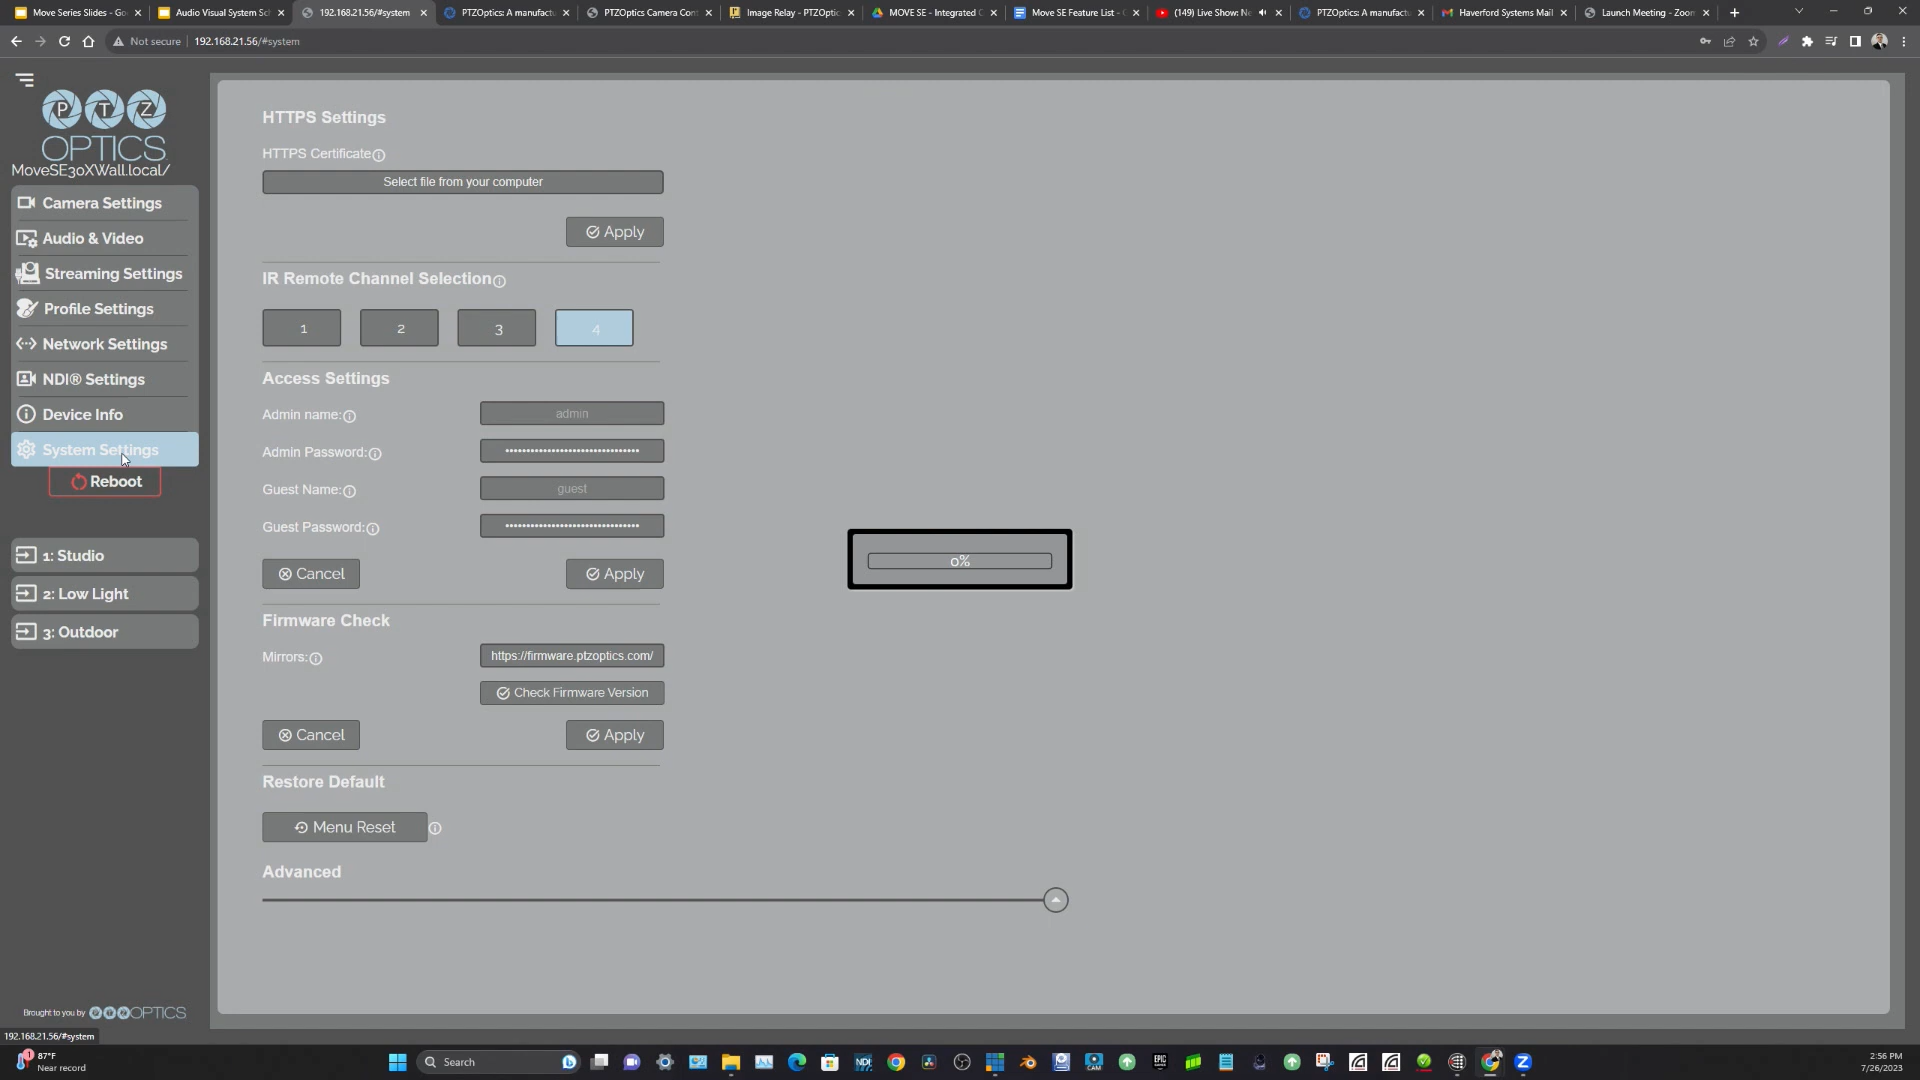 Move Series Slides - Go
Audio Visual System Sc
192.168.21.56/#system
PTZOptics: A manufactu
PTZOptics Camera Con
Image Relay - PTZOptic
MOVE SE - Integrated
Move SE Feature List -
(149) Live Show: Ne
PTZOptics: A manufactu
Haverford Systems Mail
Launch Meeting - Zoom
Not secure
192.168.21.56/#system
PTZ
OPTICS
MoveSE30XWall.local/
Camera Settings
Audio & Video
Streaming Settings
Profile Settings
Network Settings
NDI® Settings
Device Info
System Settings
Reboot
1: Studio
2: Low Light
3: Outdoor
HTTPS Settings
HTTPS Certificate
Select file from your computer
Apply
IR Remote Channel Selection
1 2 3 4
Access Settings
Admin name: admin
Admin Password:
Guest Name: guest
Guest Password:
Cancel Apply
Firmware Check
Mirrors: https://firmware.ptzoptics.com/
Check Firmware Version
Cancel Apply
Restore Default
Menu Reset
Advanced
0%
Brought to you by PTZOPTICS
192.168.21.56/#system
87°F
Near record
Search
NDI
CAM
EPIC
2:56 PM
7/26/2023